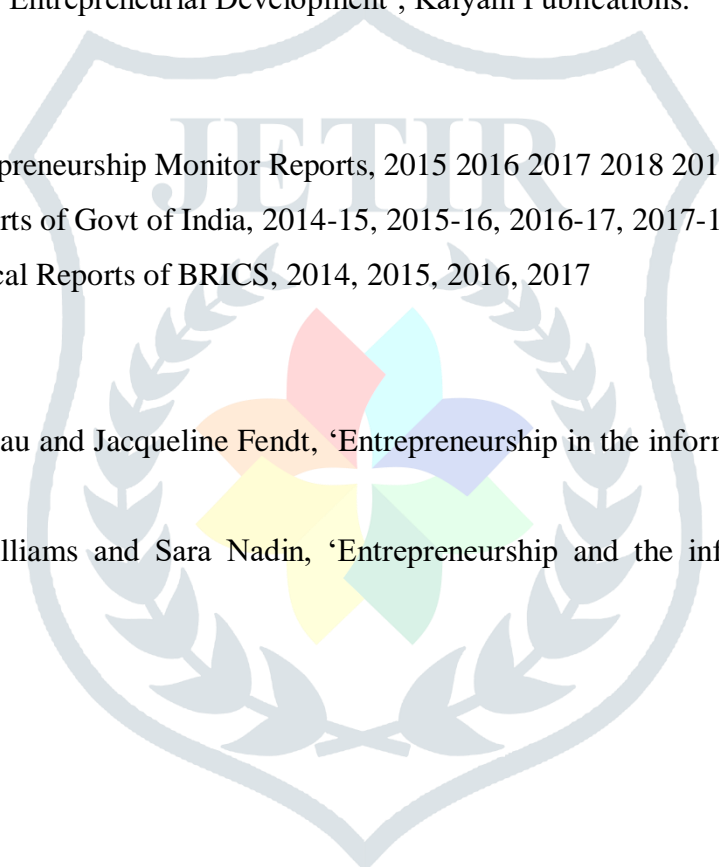 Entrepreneurial Development’, Kalyani Publications.
JETIR
preneurship Monitor Reports, 2015 2016 2017 2018 201
rts of Govt of India, 2014-15, 2015-16, 2016-17, 2017-1
cal Reports of BRICS, 2014, 2015, 2016, 2017
au and Jacqueline Fendt, ‘Entrepreneurship in the inform
lliams and Sara Nadin, ‘Entrepreneurship and the inf